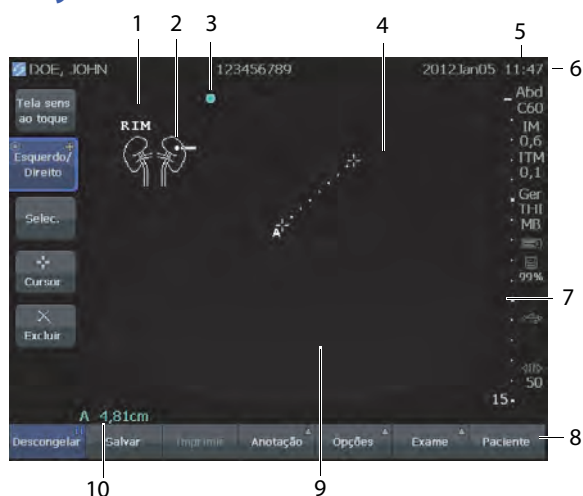 1 2 3 4 5
DOE, JOHN 123456789 2012Jan05 11:47 6
Tela sens
ao toque
Esquerdo/
Direito
Selec.
Cursor
Excluir
RIM
A
Abd
C60
IM
0,6
ITM
0,1
Ger
THI
MB
99%
7
50
15
A 4,81cm
Descongelar Salvar Imprimir Anotação Opções Exame Paciente 8
10 9